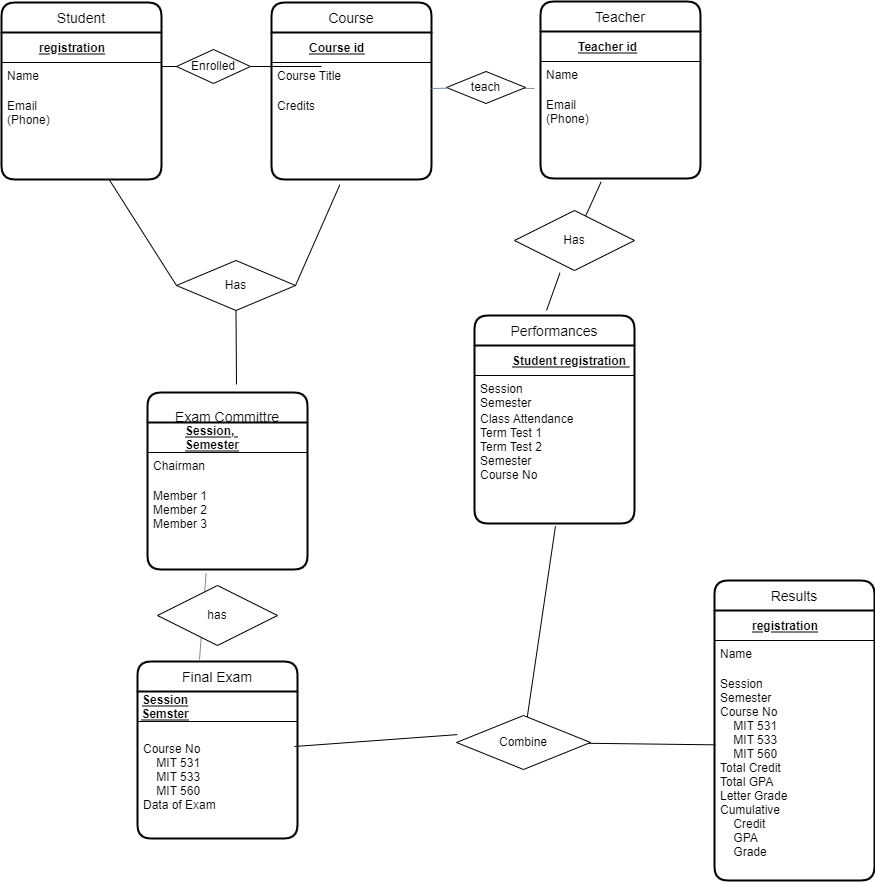 Student
registration
Name
Email
(Phone)
Enrolled
Course
Course id
Course Title
Credits
teach
Teacher
Teacher id
Name
Email
(Phone)
Has
Has
Performances
Student registration
Session
Semester
Class Attendance
Term Test 1
Term Test 2
Semester
Course No
Exam Committre
Session,
Semester
Chairman
Member 1
Member 2
Member 3
has
Final Exam
Session
Semster
Course No
MIT 531
MIT 533
MIT 560
Data of Exam
Combine
Results
registration
Name
Session
Semester
Course No
MIT 531
MIT 533
MIT 560
Total Credit
Total GPA
Letter Grade
Cumulative
Credit
GPA
Grade